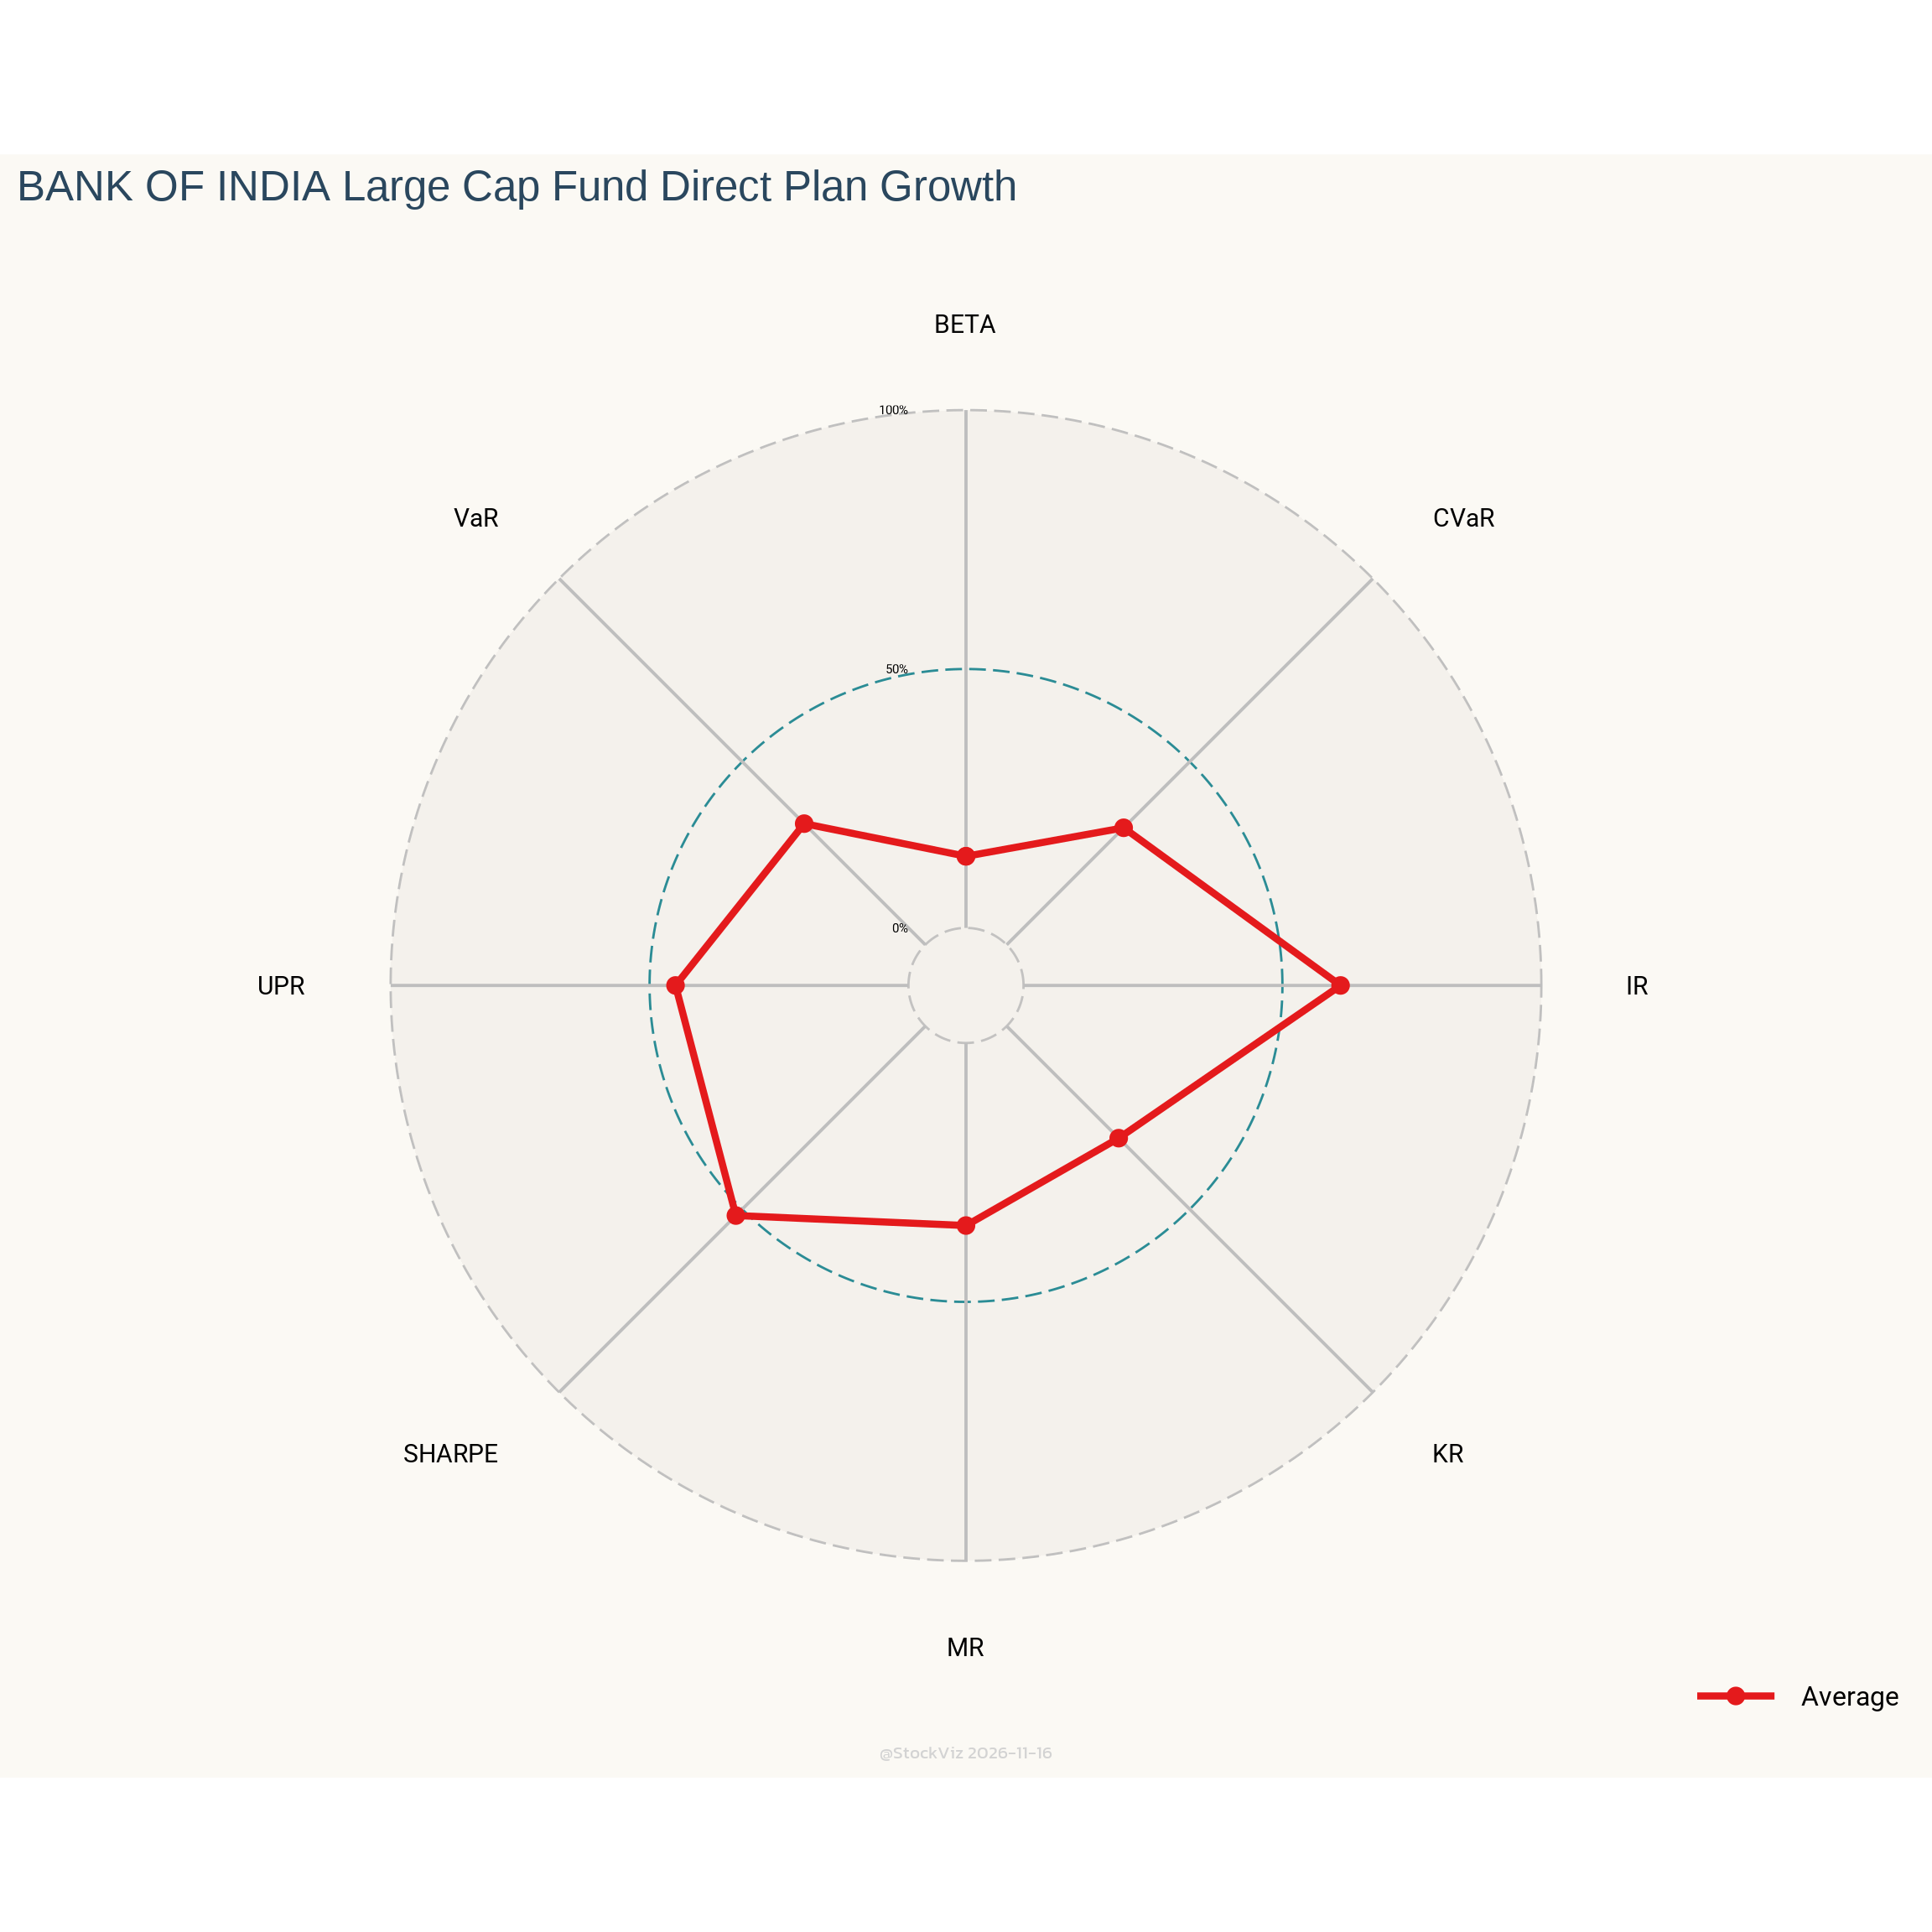 BANK OF INDIA Large Cap Fund Direct Plan Growth
BETA
100%
VaR
CVaR
50%
0%
UPR
IR
SHARPE
KR
MR
Average
@StockViz 2026-11-16